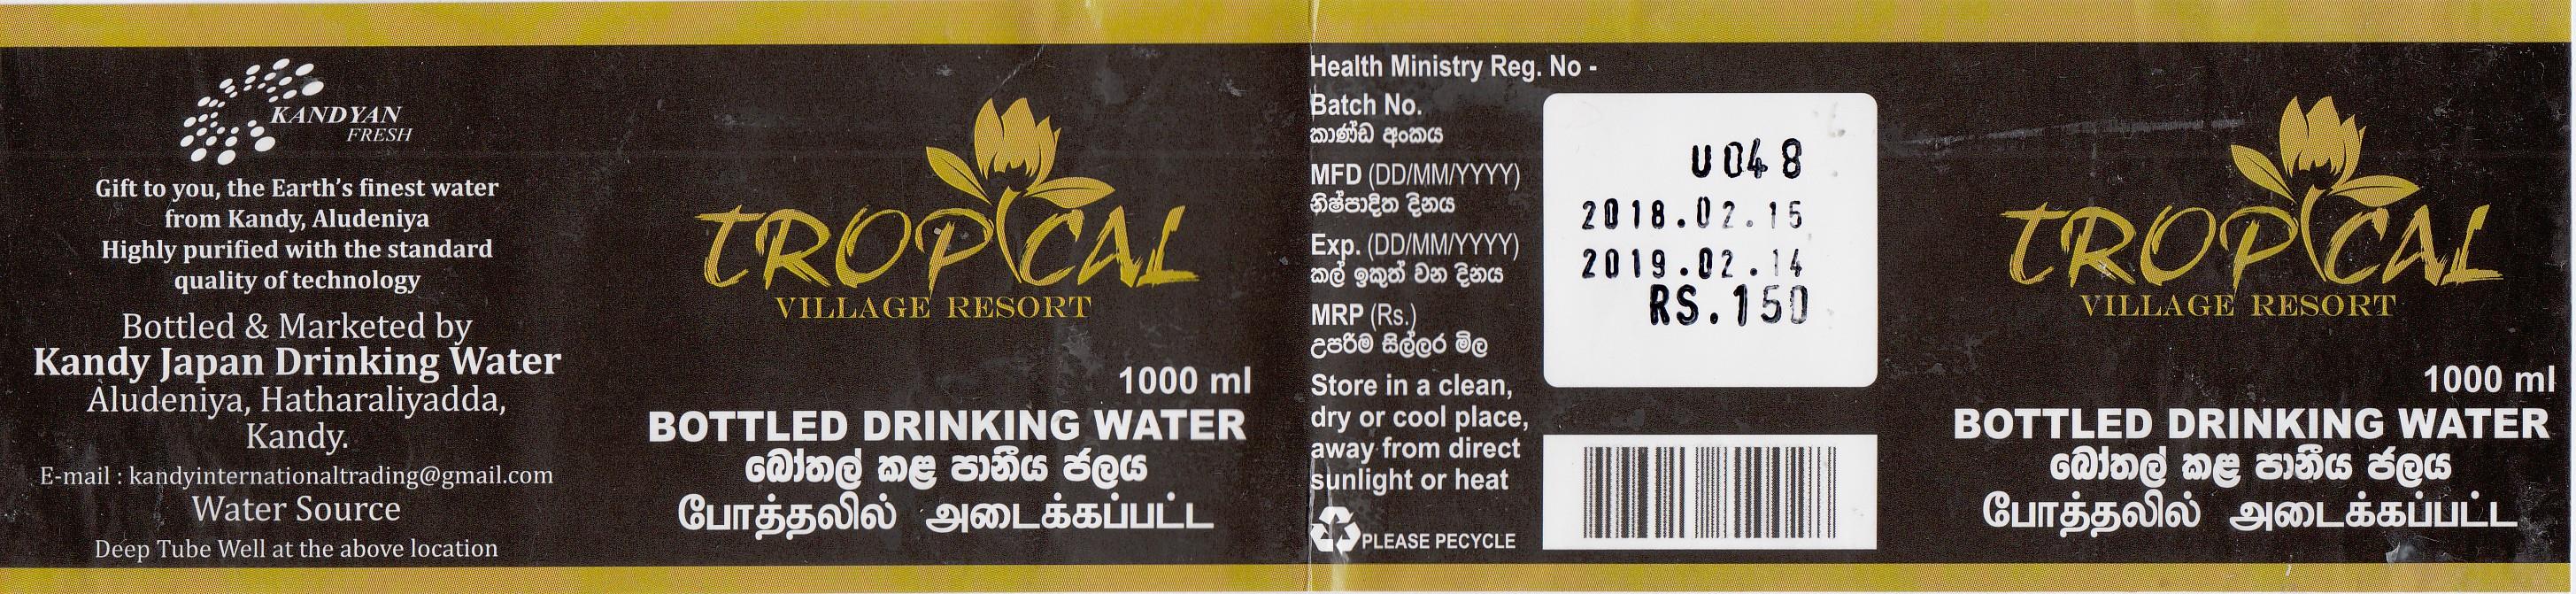 KANDYAN
FRESH
Gift to you, the Earth's finest water
from Kandy, Aludeniya
Highly purified with the standard
quality of technology
Bottled & Marketed by
Kandy Japan Drinking Water
Aludeniya, Hatharaliyadda,
Kandy.
E-mail : kandyinternationaltrading@gmail.com
Water Source
Deep Tube Well at the above location
TROPICAL
VILLAGE RESORT
1000 ml
BOTTLED DRINKING WATER
බෝතල් කළ පානීය ජලය
போத்தலில் அடைக்கப்பட்ட
Health Ministry Reg. No -
Batch No.
කාණ්ඩ අංකය
MFD (DD/MM/YYYY)
නිෂ්පාදිත දිනය
Exp. (DD/MM/YYYY)
කල් ඉකුත් වන දිනය
MRP (Rs.)
උපරිම සිල්ලර මිල
Store in a clean,
dry or cool place,
away from direct
sunlight or heat
PLEASE PECYCLE
U048
2018.02.15
2019.02.14
RS.150
TROPICAL
VILLAGE RESORT
1000 ml
BOTTLED DRINKING WATER
බෝතල් කළ පානීය ජලය
போத்தலில் அடைக்கப்பட்ட